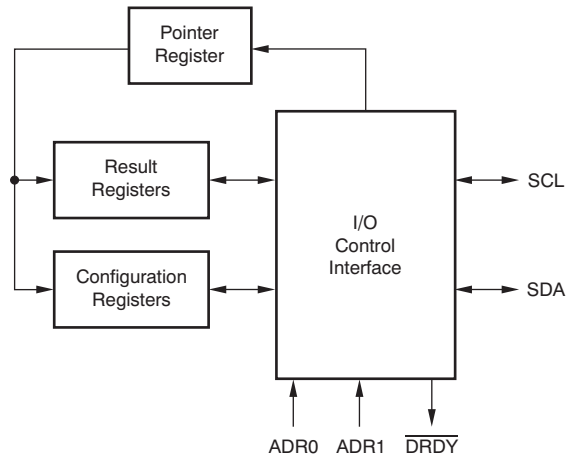 Pointer
Register
Result
Registers
SCL
I/O
Control
Interface
Configuration
Registers
SDA
ADR0 ADR1 DRDY